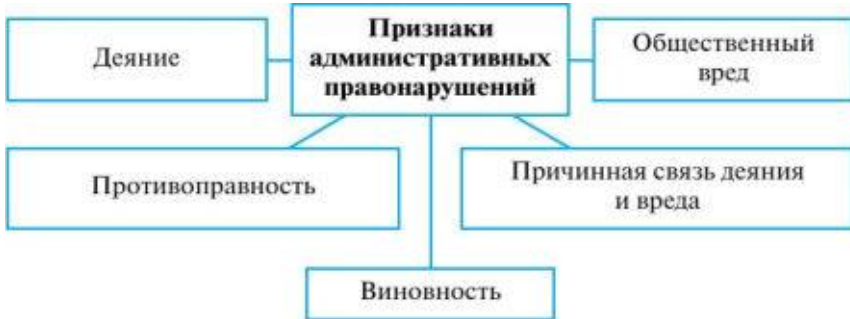 Признаки
административных
правонарушений
Деяние
Общественный
вред
Противоправность
Причинная связь деяния
и вреда
Виновность